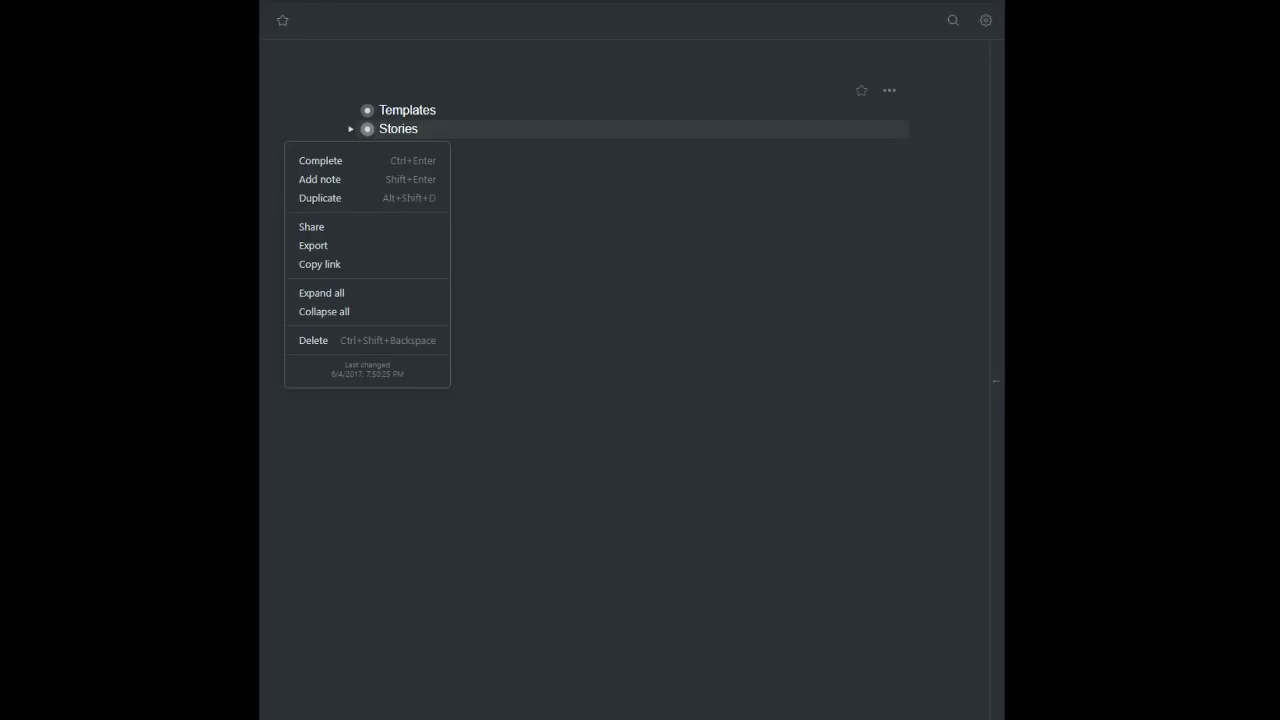 Templates
Stories
Complete Ctrl+Enter
Add note Shift+Enter
Duplicate Alt+Shift+D
Share
Export
Copy link
Expand all
Collapse all
Delete Ctrl+Shift+Backspace
Last changed
6/4/2017, 7:50:25 PM